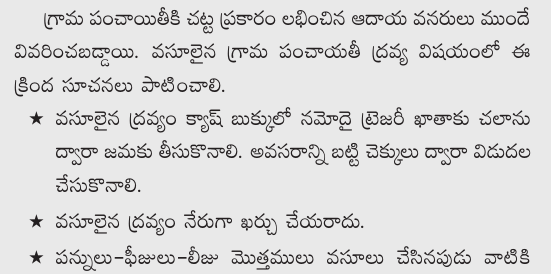 గ్రామ పంచాయితీకి చట్ట ప్రకారం లభించిన ఆదాయ వనరులు ముందే
వివరించబడ్డాయి. వసూలైన గ్రామ పంచాయతీ ద్రవ్య విషయంలో ఈ
క్రింద సూచనలు పాటించాలి.
★ వసూలైన ద్రవ్యం క్యాష్ బుక్కులో నమోదై ట్రెజరీ ఖాతాకు చలాను
ద్వారా జమకు తీసుకొనాలి. అవసరాన్ని బట్టి చెక్కులు ద్వారా విడుదల
చేసుకొనాలి.
★ వసూలైన ద్రవ్యం నేరుగా ఖర్చు చేయరాదు.
★ పన్నులు-ఫీజులు-లీజు మొత్తములు వసూలు చేసినపుడు వాటికి